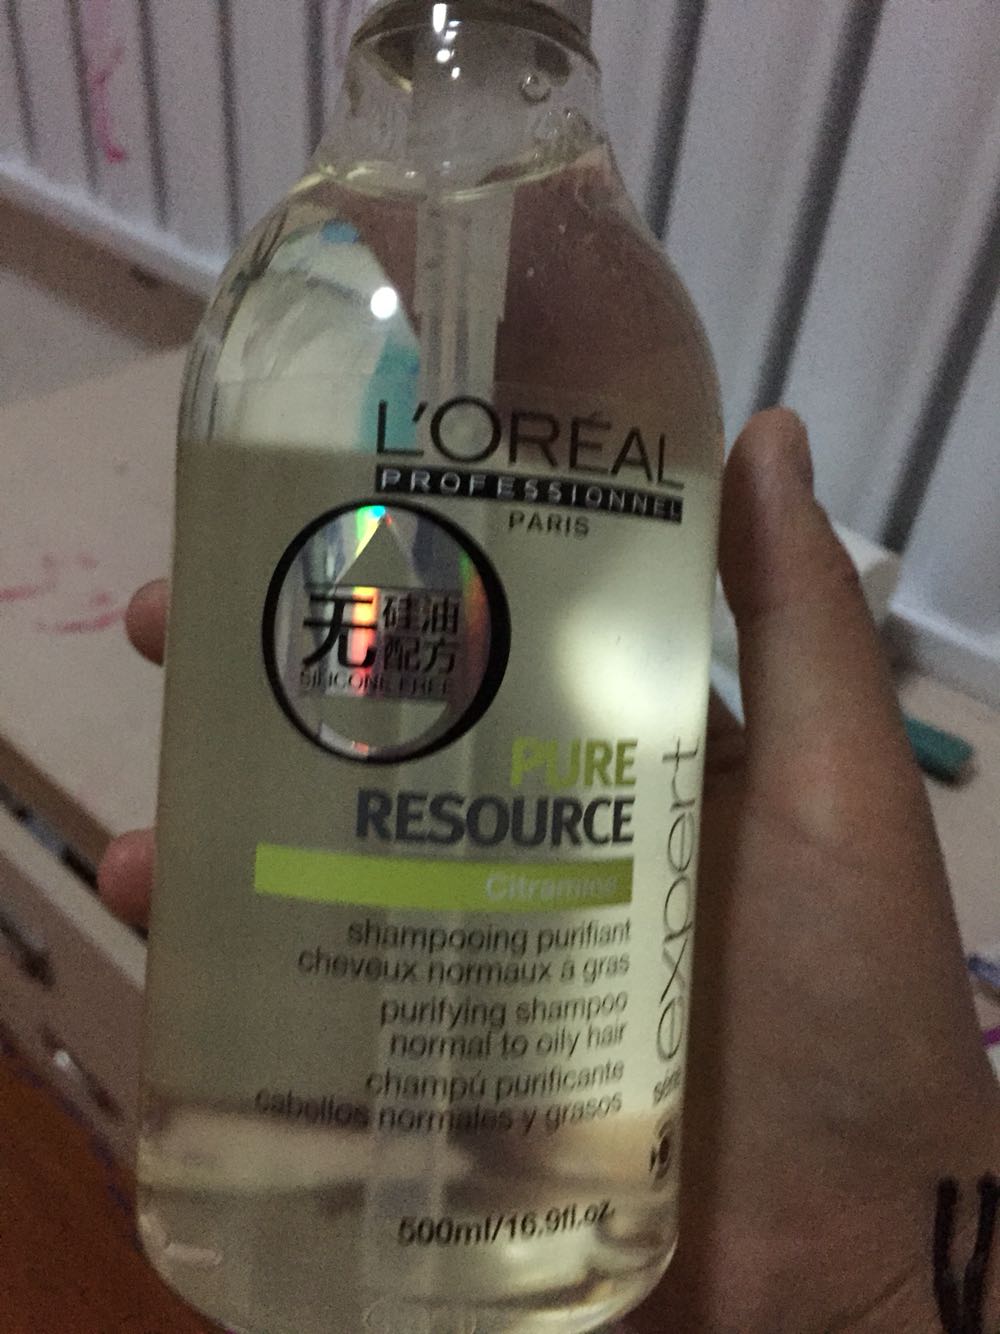 L'ORÉAL
PROFESSIONNEL
PARIS
无硅油
配方
SILICONE FREE
PURE
RESOURCE
Citramine
expert
shampooing purifiant
cheveux normaux à gras
purifying shampoo
normal to oily hair
champú purificante
cabellos normales y grasos
500ml/16.9fl.oz.